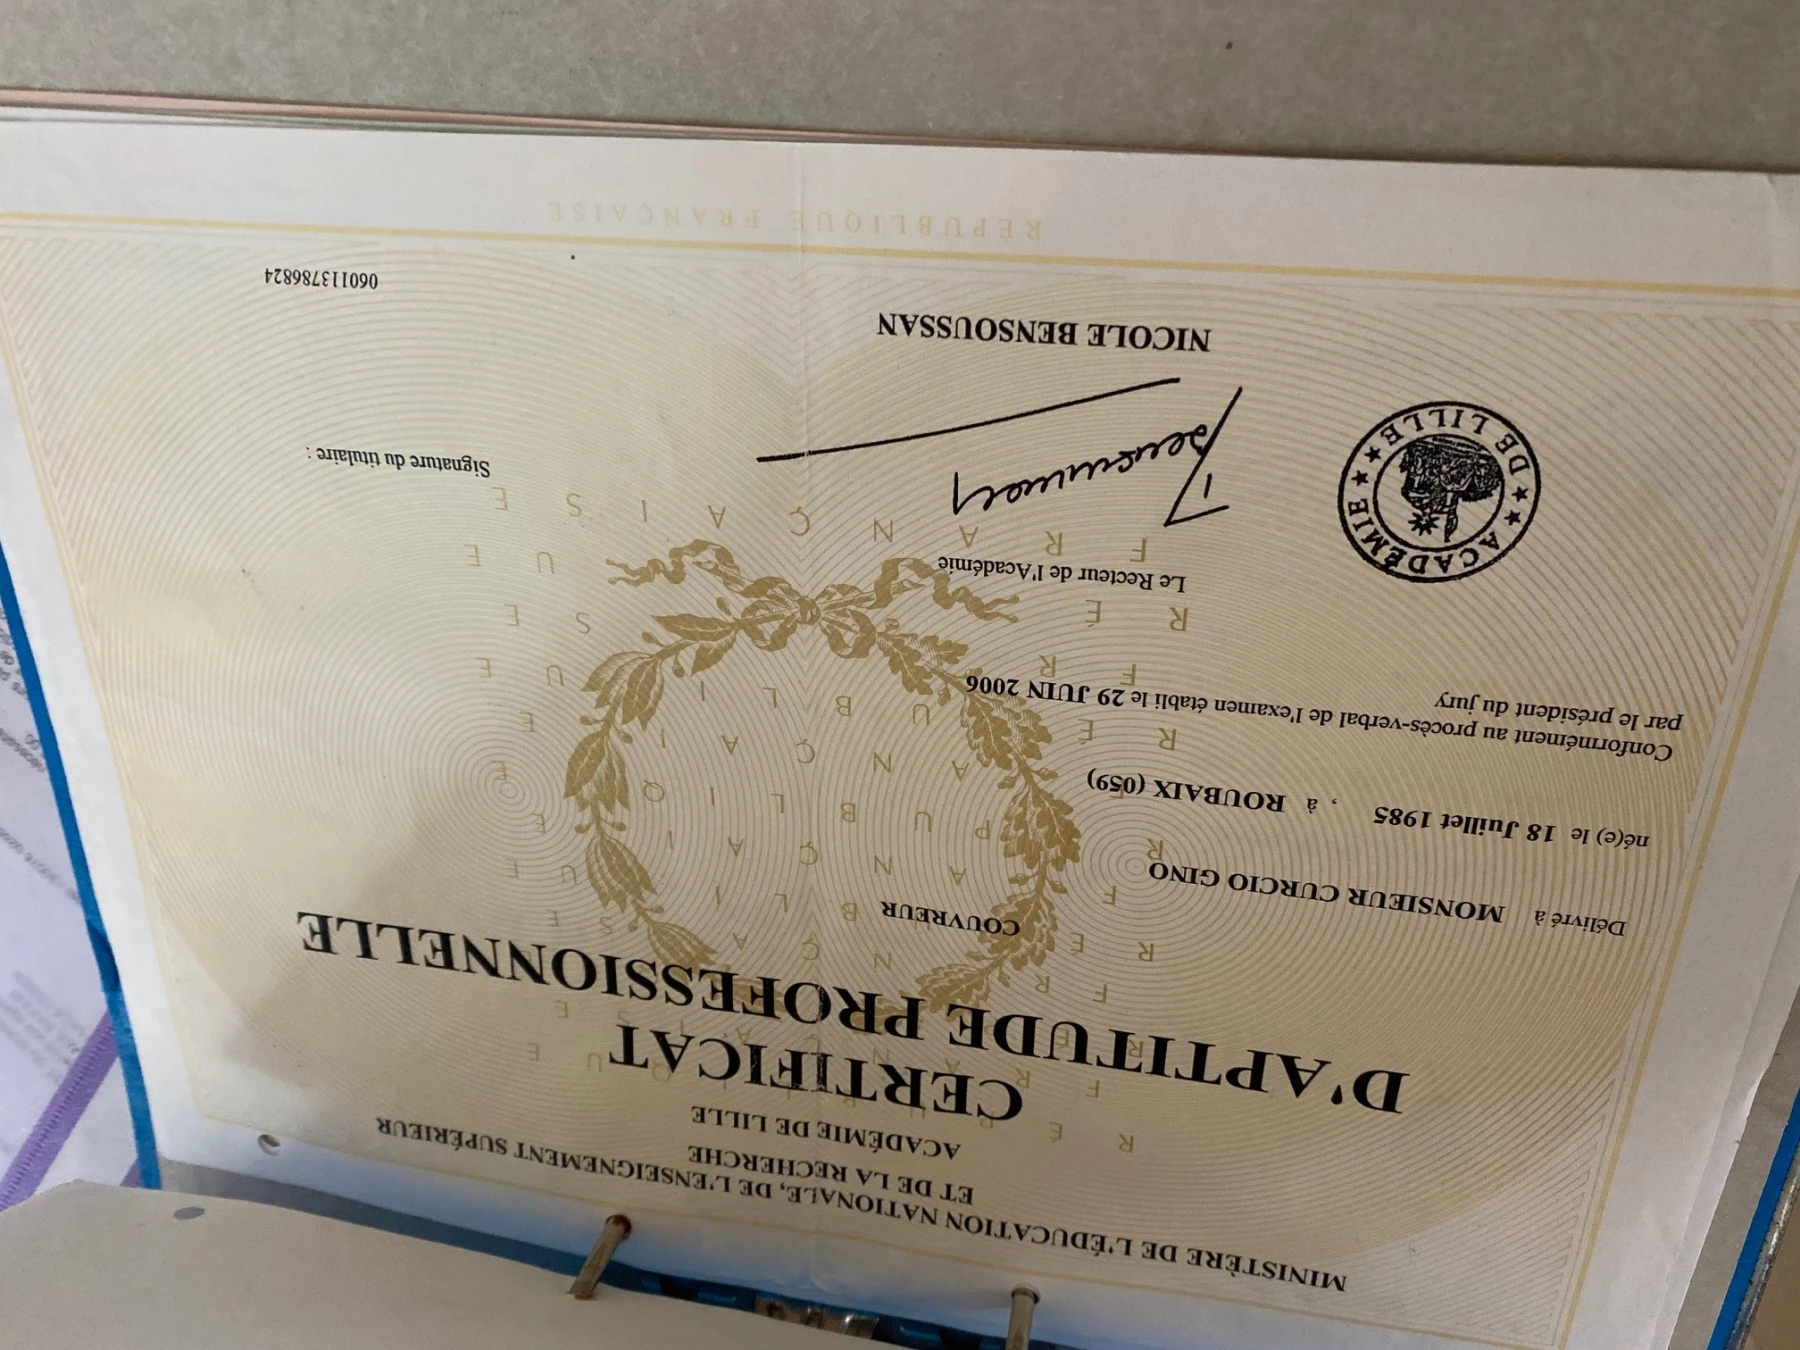 MINISTÈRE DE L'ÉDUCATION NATIONALE, DE L'ENSEIGNEMENT SUPÉRIEUR
ET DE LA RECHERCHE
ACADÉMIE DE LILLE
CERTIFICAT
D'APTITUDE PROFESSIONNELLE
COUVREUR
Délivré à MONSIEUR CURCIO GINO
né(e) le 18 Juillet 1985 , à ROUBAIX (059)
Conformément au procès-verbal de l'examen établi le 29 JUIN 2006
par le président du jury
Le Recteur de l'Académie
Signature du titulaire :
ACADÉMIE DE LILLE
NICOLE BENSOUSSAN
060113786824
RÉPUBLIQUE FRANÇAISE